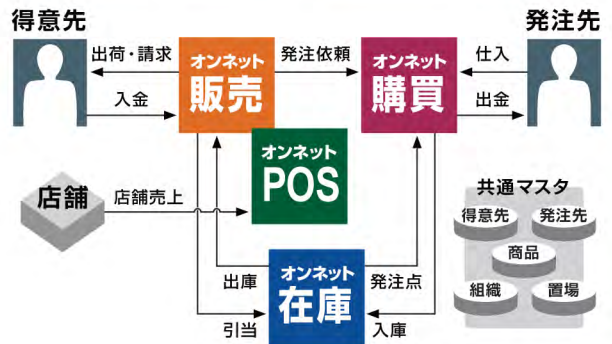 得意先
発注先
出荷・請求
オンネット
販売
発注依頼
オンネット
購買
仕入
入金
出金
オンネット
POS
店舗
店舗売上
共通マスタ
得意先
発注先
商品
組織
置場
出庫
オンネット
在庫
発注点
引当
入庫